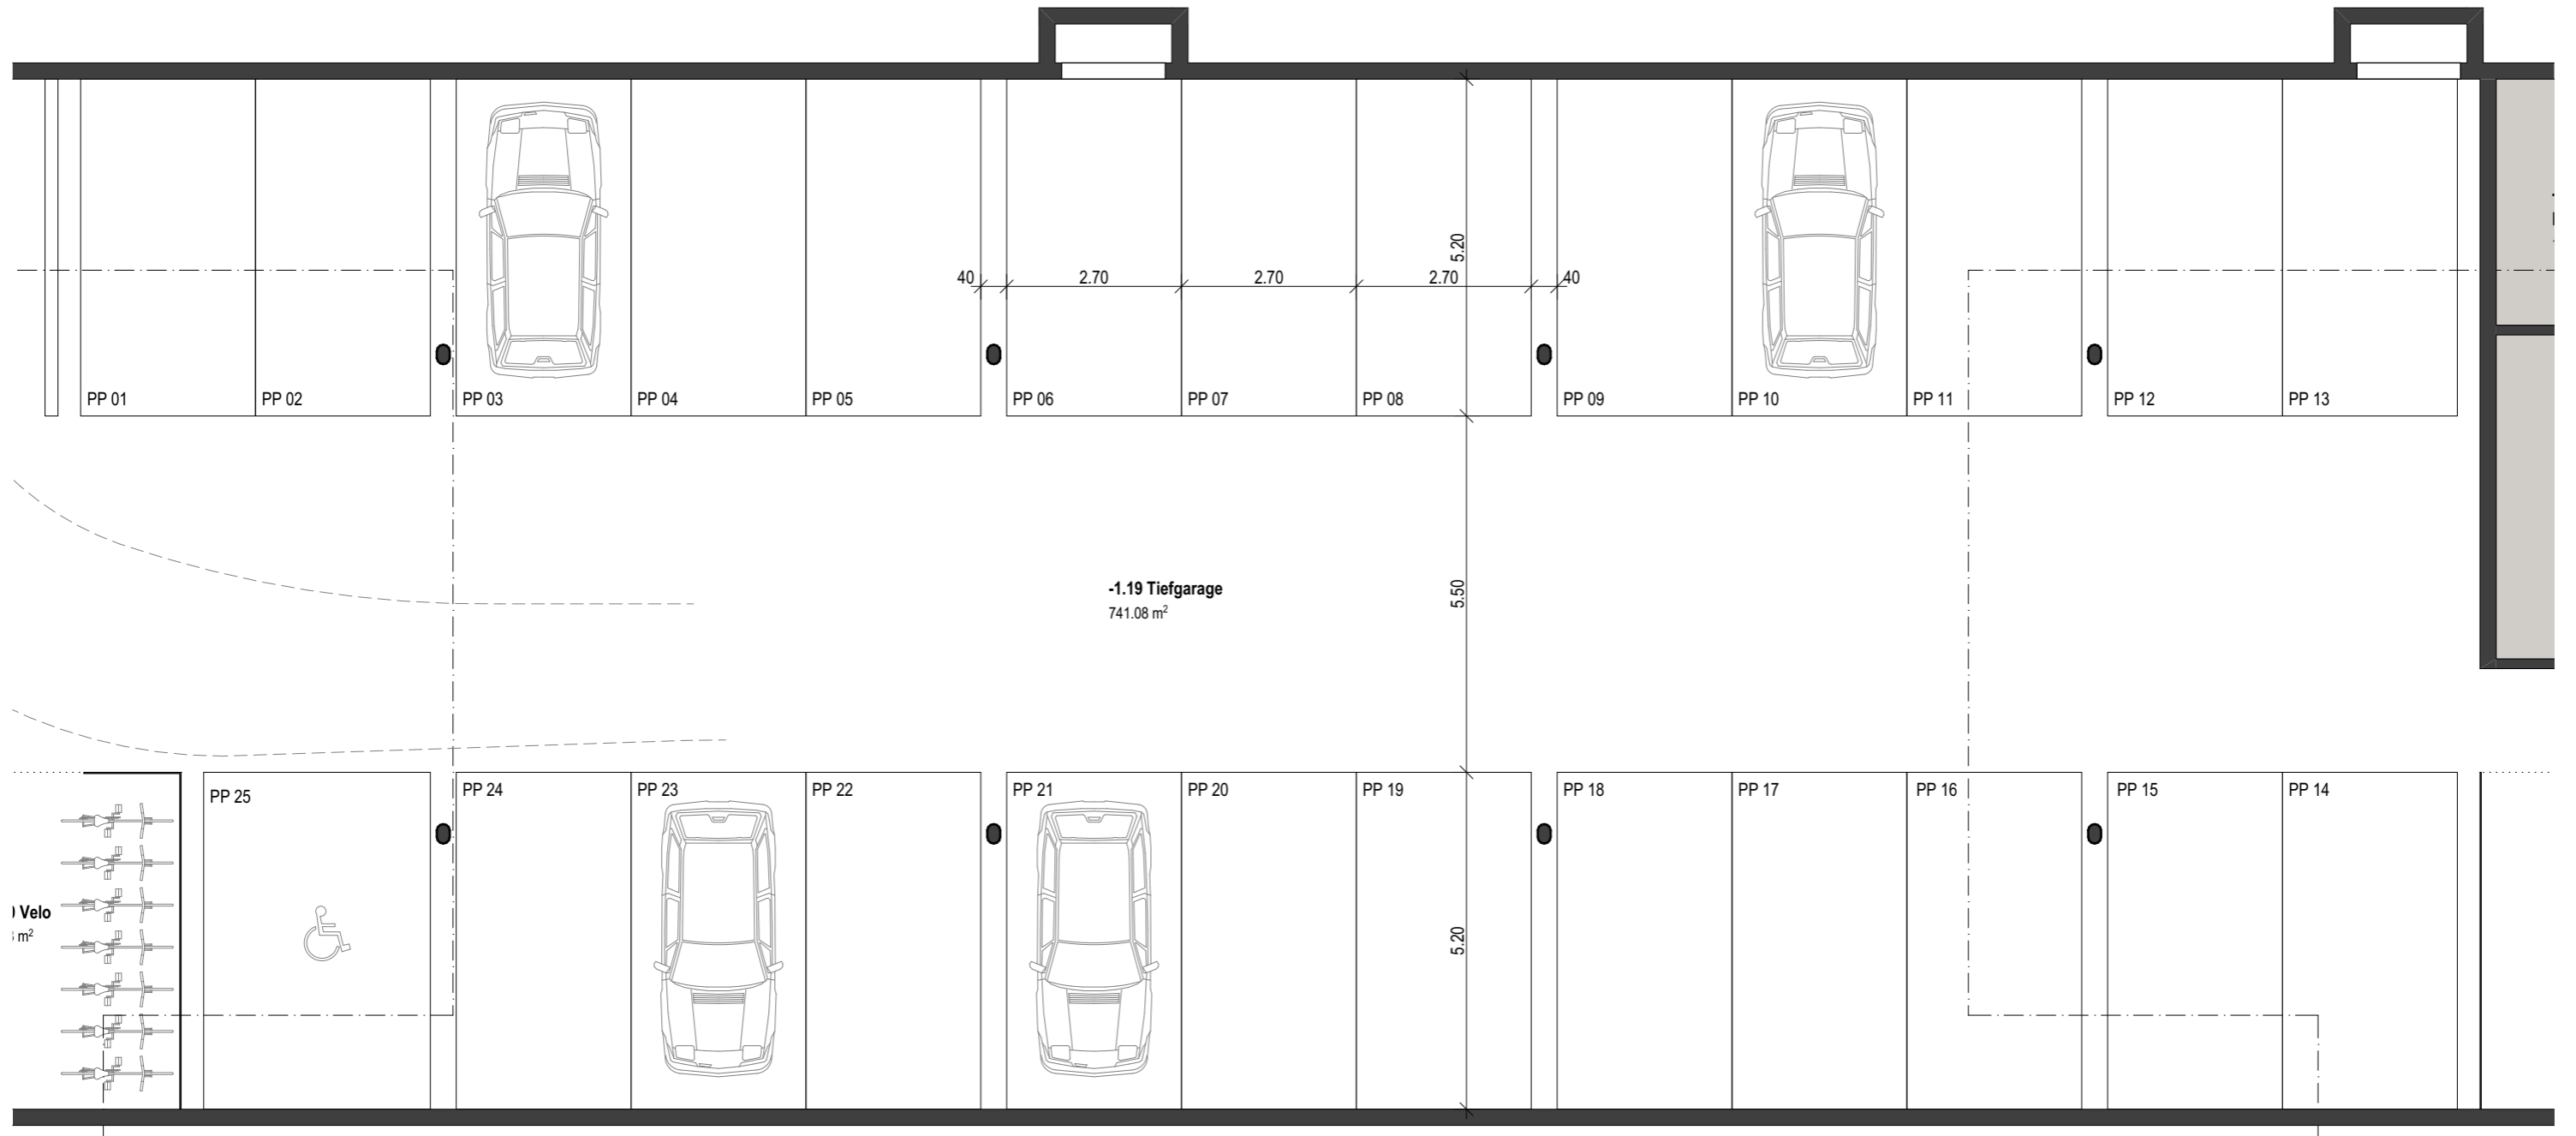 5.20
40
2.70
2.70
2.70
40
PP 01
PP 02
PP 03
PP 04
PP 05
PP 06
PP 07
PP 08
PP 09
PP 10
PP 11
PP 12
PP 13
-1.19 Tiefgarage
741.08 m²
5.50
PP 25
PP 24
PP 23
PP 22
PP 21
PP 20
PP 19
PP 18
PP 17
PP 16
PP 15
PP 14
Velo
m²
5.20